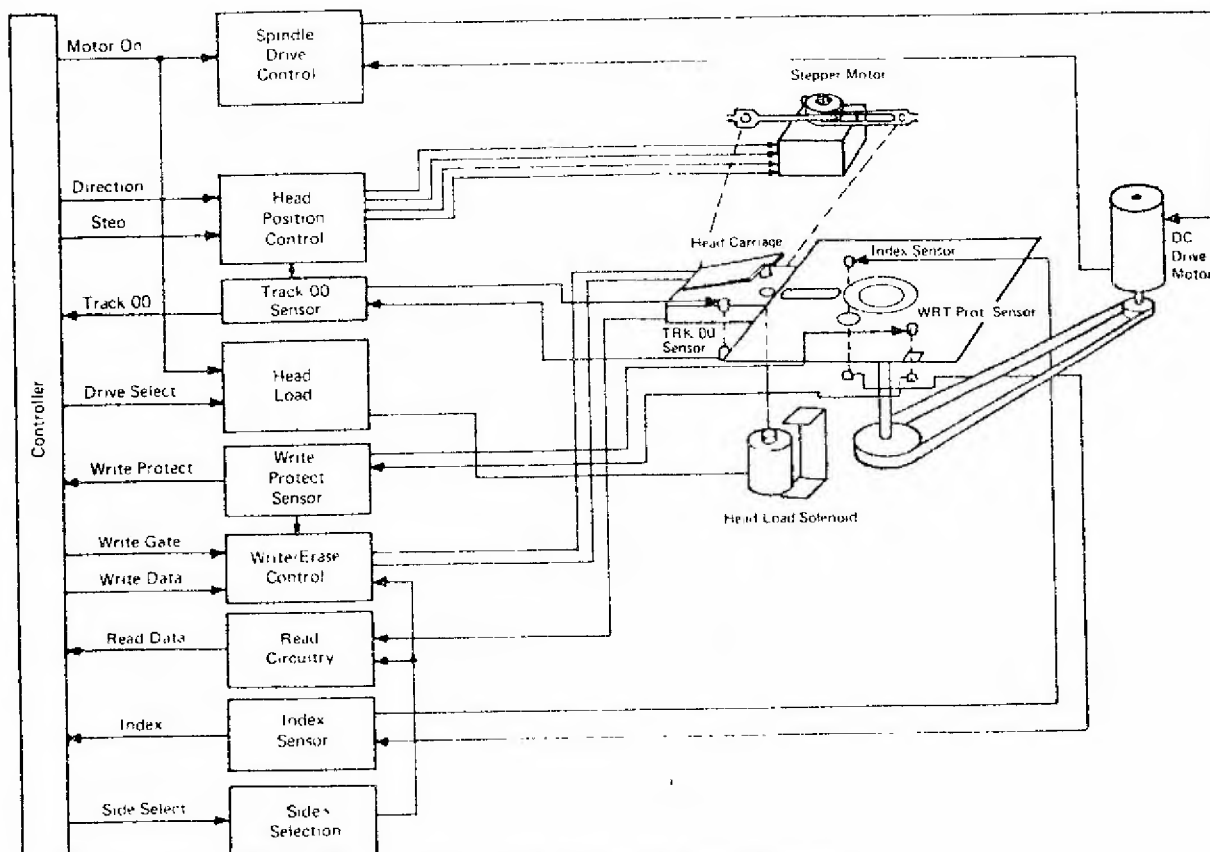 Motor On
Spindle
Drive
Control
Stepper Motor
Direction
Step
Head
Position
Control
Head Carriage
Index Sensor
DC
Drive
Motor
Track 00
Track 00
Sensor
TRK 00
Sensor
WRT Prot. Sensor
Controller
Drive Select
Head
Load
Write Protect
Write
Protect
Sensor
Head Load Solenoid
Write Gate
Write Data
Write/Erase
Control
Read Data
Read
Circuitry
Index
Index
Sensor
Side Select
Side
Selection